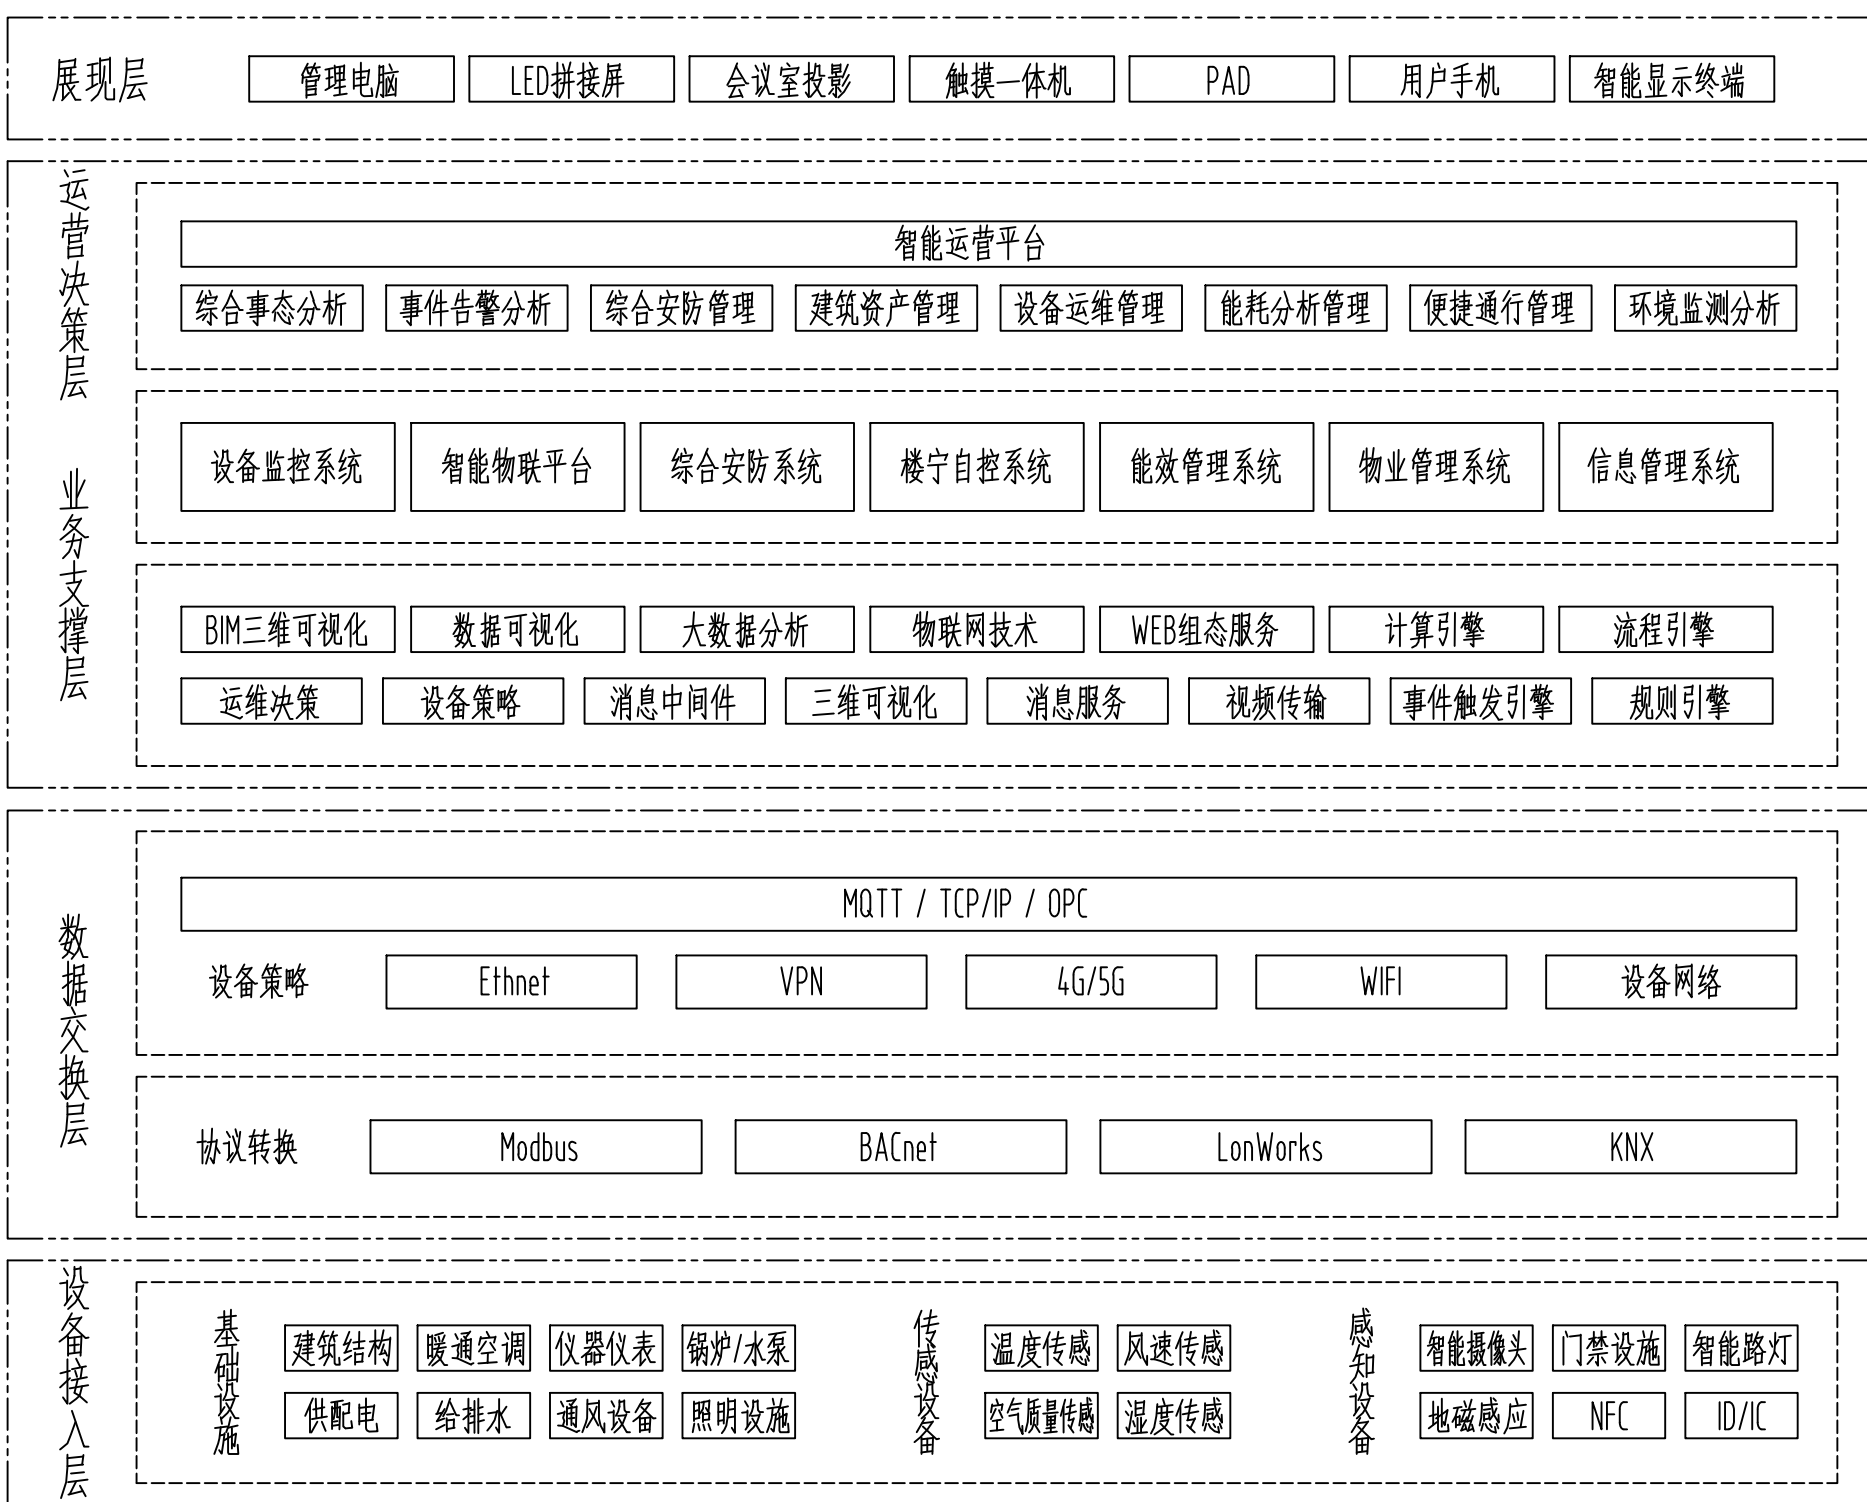 展现层 管理电脑 LED拼接屏 会议室投影 触摸一体机 PAD 用户手机 智能显示终端
运营决策层
智能运营平台
综合事态分析 事件告警分析 综合安防管理 建筑资产管理 设备运维管理 能耗分析管理 便捷通行管理 环境监测分析
业务支撑层
设备监控系统 智能物联平台 综合安防系统 楼宁自控系统 能效管理系统 物业管理系统 信息管理系统
BIM三维可视化 数据可视化 大数据分析 物联网技术 WEB组态服务 计算引擎 流程引擎
运维决策 设备策略 消息中间件 三维可视化 消息服务 视频传输 事件触发引擎 规则引擎
数据交换层
MQTT / TCP/IP / OPC
设备策略 Ethnet VPN 4G/5G WIFI 设备网络
协议转换 Modbus BACnet LonWorks KNX
设备接入层
基础设施
建筑结构 暖通空调 仪器仪表 锅炉/水泵
供配电 给排水 通风设备 照明设施
传感设备
温度传感 风速传感
空气质量传感 湿度传感
感知设备
智能摄像头 门禁设施 智能路灯
地磁感应 NFC ID/IC